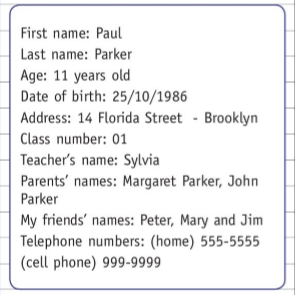 First name: Paul
Last name: Parker
Age: 11 years old
Date of birth: 25/10/1986
Address: 14 Florida Street - Brooklyn
Class number: 01
Teacher's name: Sylvia
Parents' names: Margaret Parker, John
Parker
My friends' names: Peter, Mary and Jim
Telephone numbers: (home) 555-5555
(cell phone) 999-9999